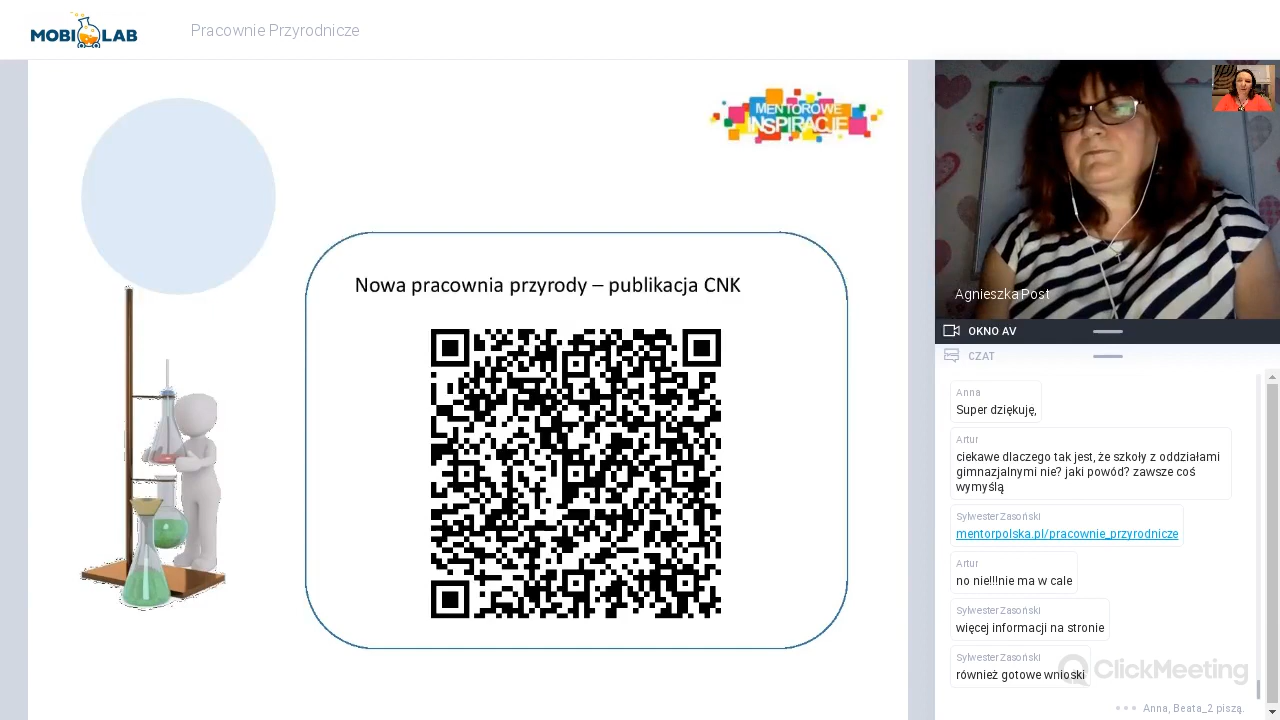 MOBI LAB
Pracownie Przyrodnicze
MENTOROWE
INSPIRACJE
Nowa pracownia przyrody – publikacja CNK
Agnieszka Post
OKNO AV
CZAT
Anna
Super dziękuję,
Artur
ciekawe dlaczego tak jest, że szkoły z oddziałami
gimnazjalnymi nie? jaki powód? zawsze coś
wymyślą
Sylwester Zasoński
mentorpolska.pl/pracownie_przyrodnicze
Artur
no nie!!!nie ma w cale
Sylwester Zasoński
więcej informacji na stronie
Sylwester Zasoński
również gotowe wnioski
ClickMeeting
Anna, Beata_2 piszą.